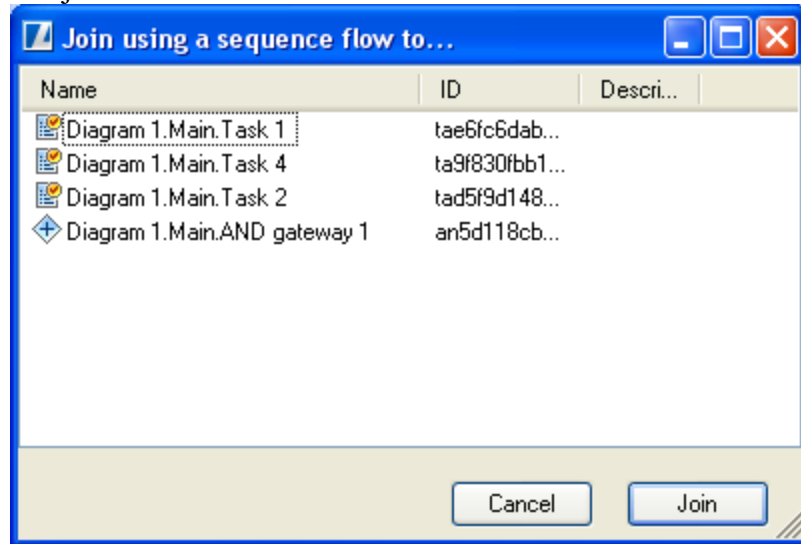 Join using a sequence flow to...
Name ID Descri...
Diagram 1.Main.Task 1 tae6fc6dab...
Diagram 1.Main.Task 4 ta9f830fbb1...
Diagram 1.Main.Task 2 tad5f9d148...
Diagram 1.Main.AND gateway 1 an5d118cb...
Cancel Join